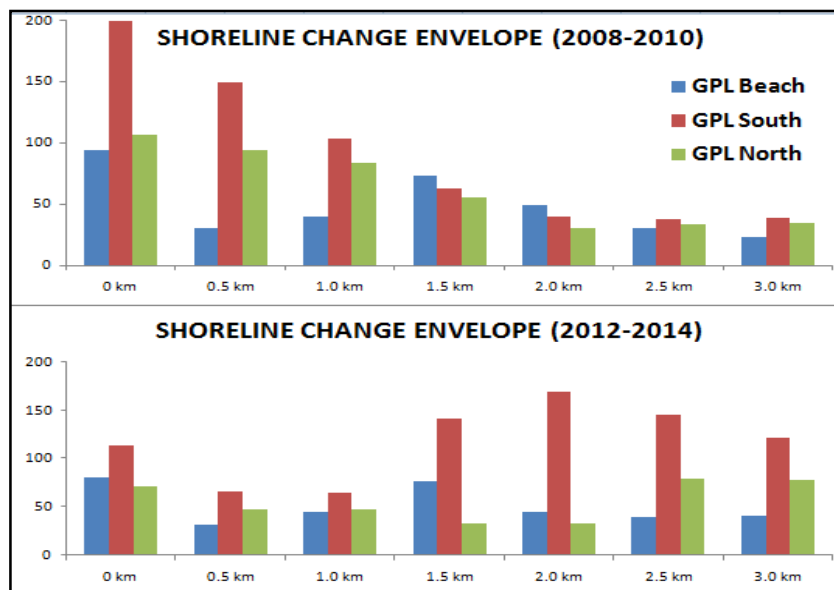 SHORELINE CHANGE ENVELOPE (2008-2010)
200
150
100
50
0
GPL Beach
GPL South
GPL North
0 km 0.5 km 1.0 km 1.5 km 2.0 km 2.5 km 3.0 km
SHORELINE CHANGE ENVELOPE (2012-2014)
200
150
100
50
0
0 km 0.5 km 1.0 km 1.5 km 2.0 km 2.5 km 3.0 km